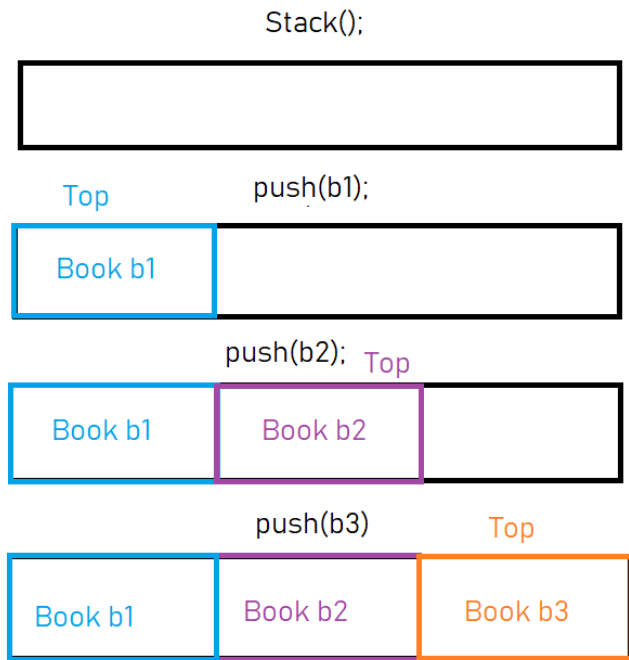 Stack();
Top push(b1);
Book b1
push(b2); Top
Book b1 Book b2
push(b3) Top
Book b1 Book b2 Book b3